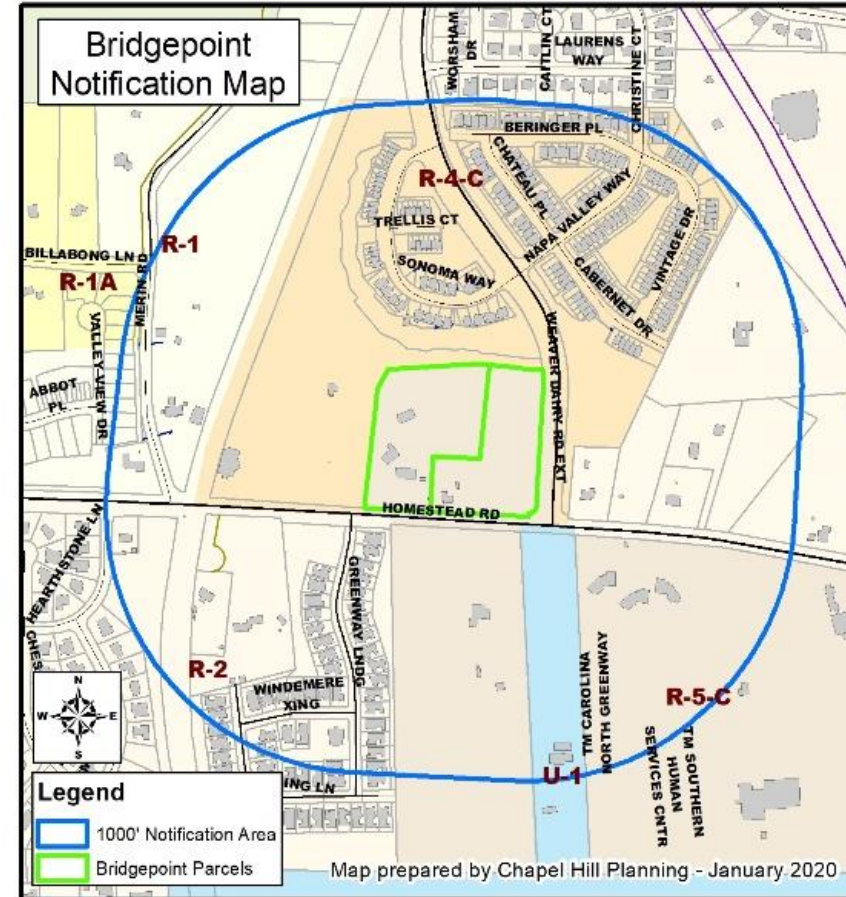 Bridgepoint
Notification Map
WORSHAM
DR
CAITLIN CT
LAURENS
WAY
CHRISTINE CT
BERINGER PL
R-4-C
CHATEAU PL
TRELLIS CT
NAPA VALLEY WAY
SONOMA WAY
CABERNET DR
VINTAGE DR
R-1
BILLABONG LN
R-1A
MERIN RD
VALLEY VIEW DR
ABBOT
PL
WEAVER DAIRY RD EXT
HOMESTEAD RD
HEARTHSTONE LN
CHES
GREENWAY LNDG
R-2
WINDEMERE
XING
ING LN
TM CAROLINA
NORTH GREENWAY
R-5-C
TM SOUTHERN
HUMAN
SERVICES CNTR
U-1
N
W
E
S
Legend
1000' Notification Area
Bridgepoint Parcels
Map prepared by Chapel Hill Planning - January 2020